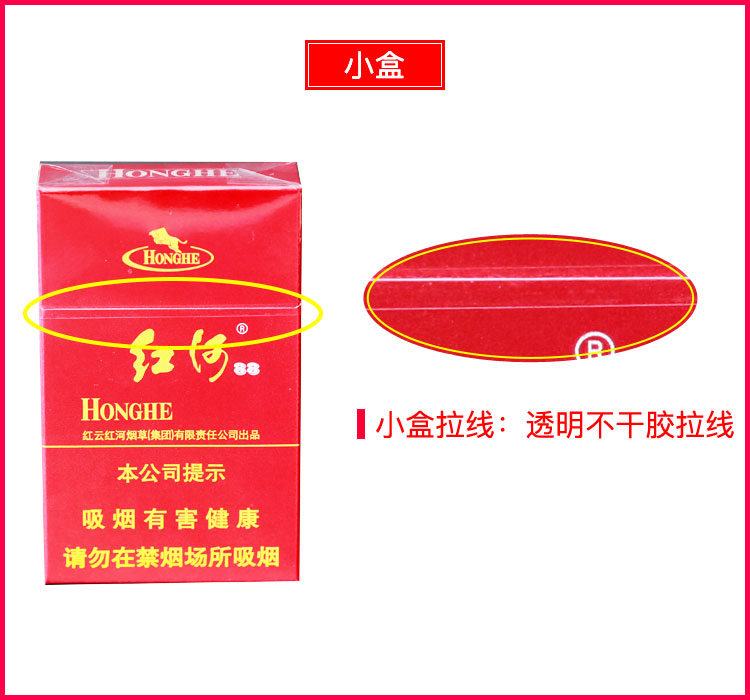 小盒
HONGHE
HONGHE
红河®88
HONGHE
红云红河烟草(集团)有限责任公司出品
本公司提示
吸烟有害健康
请勿在禁烟场所吸烟
®
小盒拉线：透明不干胶拉线